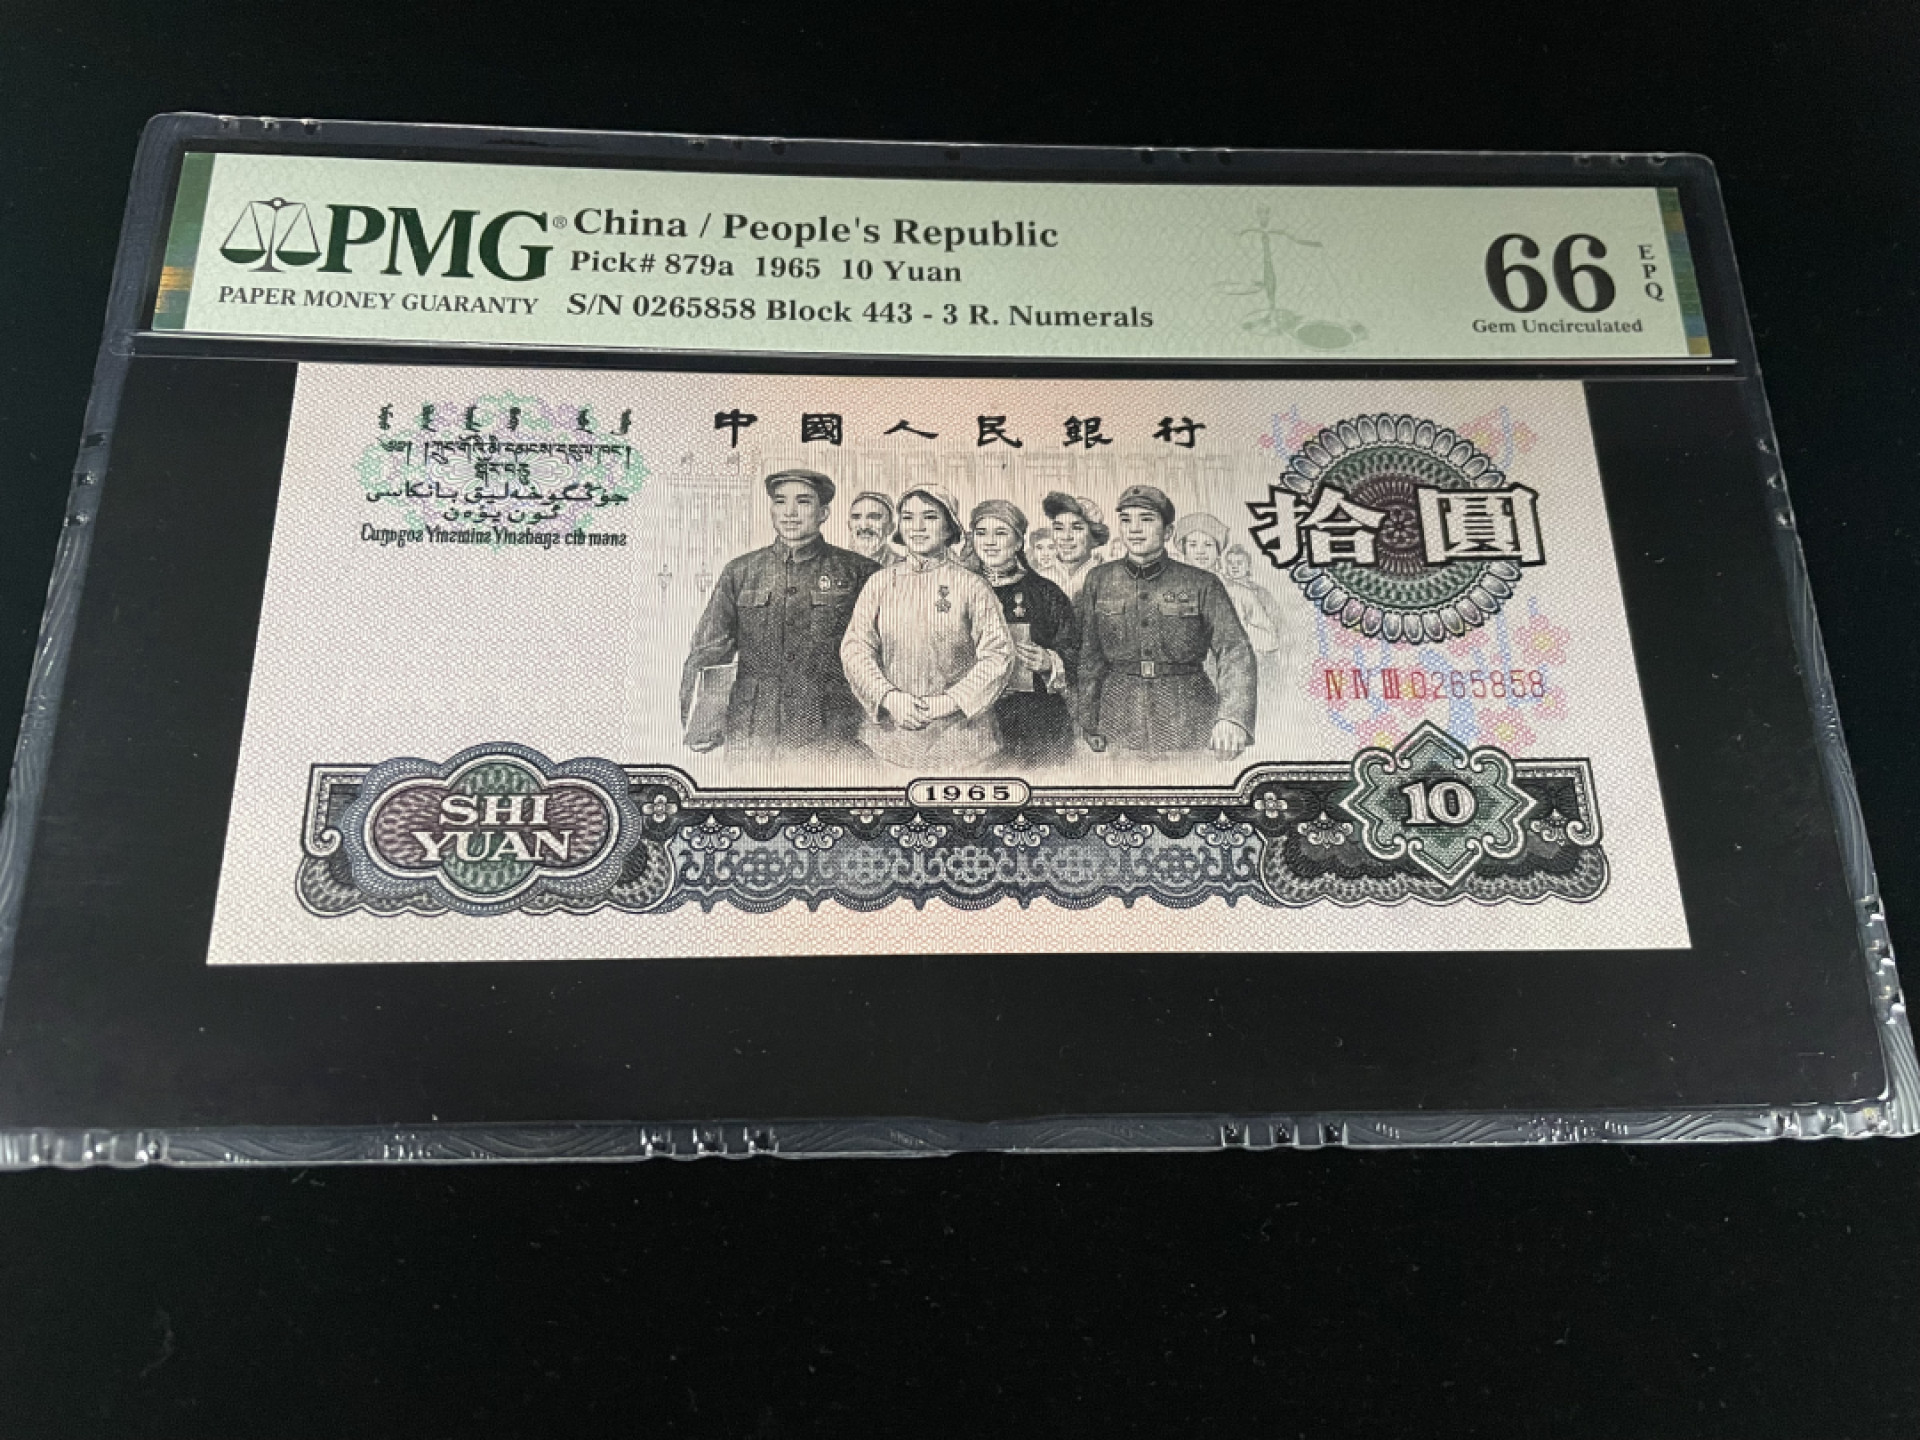 PMG® China / People's Republic
Pick# 879a 1965 10 Yuan
PAPER MONEY GUARANTY
S/N 0265858 Block 443 - 3 R. Numerals
66 EPQ
Gem Uncirculated
中國人民銀行
拾圓
Ⅳ Ⅳ Ⅲ 0265858
1965
SHI
YUAN
10